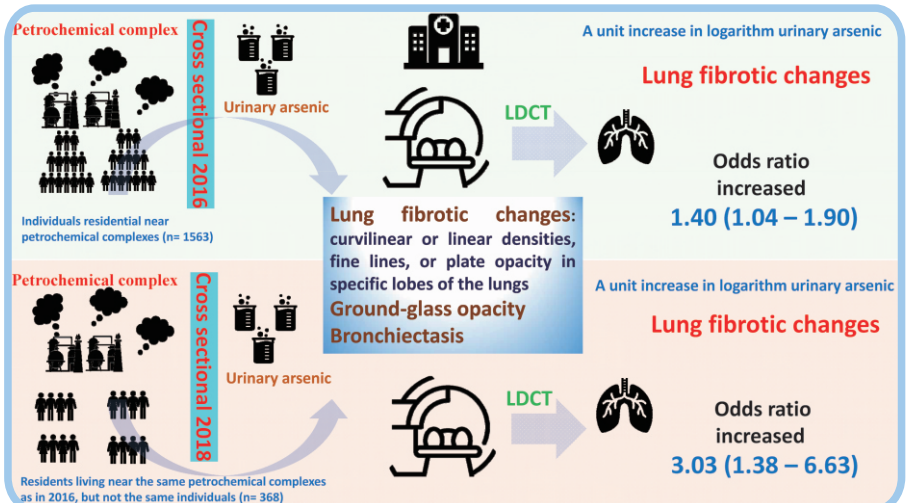 Petrochemical complex
Cross sectional 2016
Urinary arsenic
Individuals residential near
petrochemical complexes (n= 1563)
LDCT
A unit increase in logarithm urinary arsenic
Lung fibrotic changes
Odds ratio
increased
1.40 (1.04 – 1.90)
Lung fibrotic changes:
curvilinear or linear densities,
fine lines, or plate opacity in
specific lobes of the lungs
Ground-glass opacity
Bronchiectasis
Petrochemical complex
Cross sectional 2018
Urinary arsenic
Residents living near the same petrochemical complexes
as in 2016, but not the same individuals (n= 368)
LDCT
A unit increase in logarithm urinary arsenic
Lung fibrotic changes
Odds ratio
increased
3.03 (1.38 – 6.63)